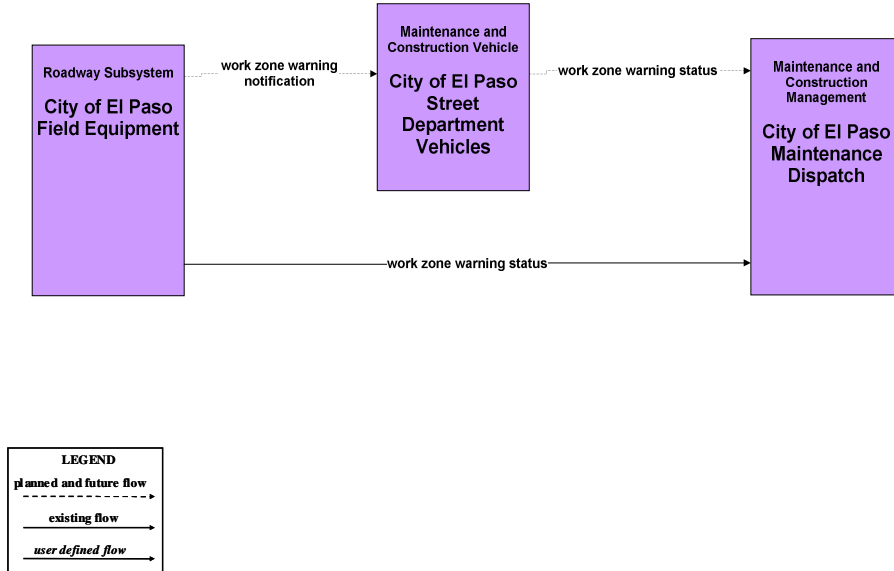 Roadway Subsystem
City of El Paso
Field Equipment
work zone warning
notification
Maintenance and
Construction Vehicle
City of El Paso
Street
Department
Vehicles
work zone warning status
Maintenance and
Construction
Management
City of El Paso
Maintenance
Dispatch
work zone warning status
LEGEND
planned and future flow
existing flow
user defined flow